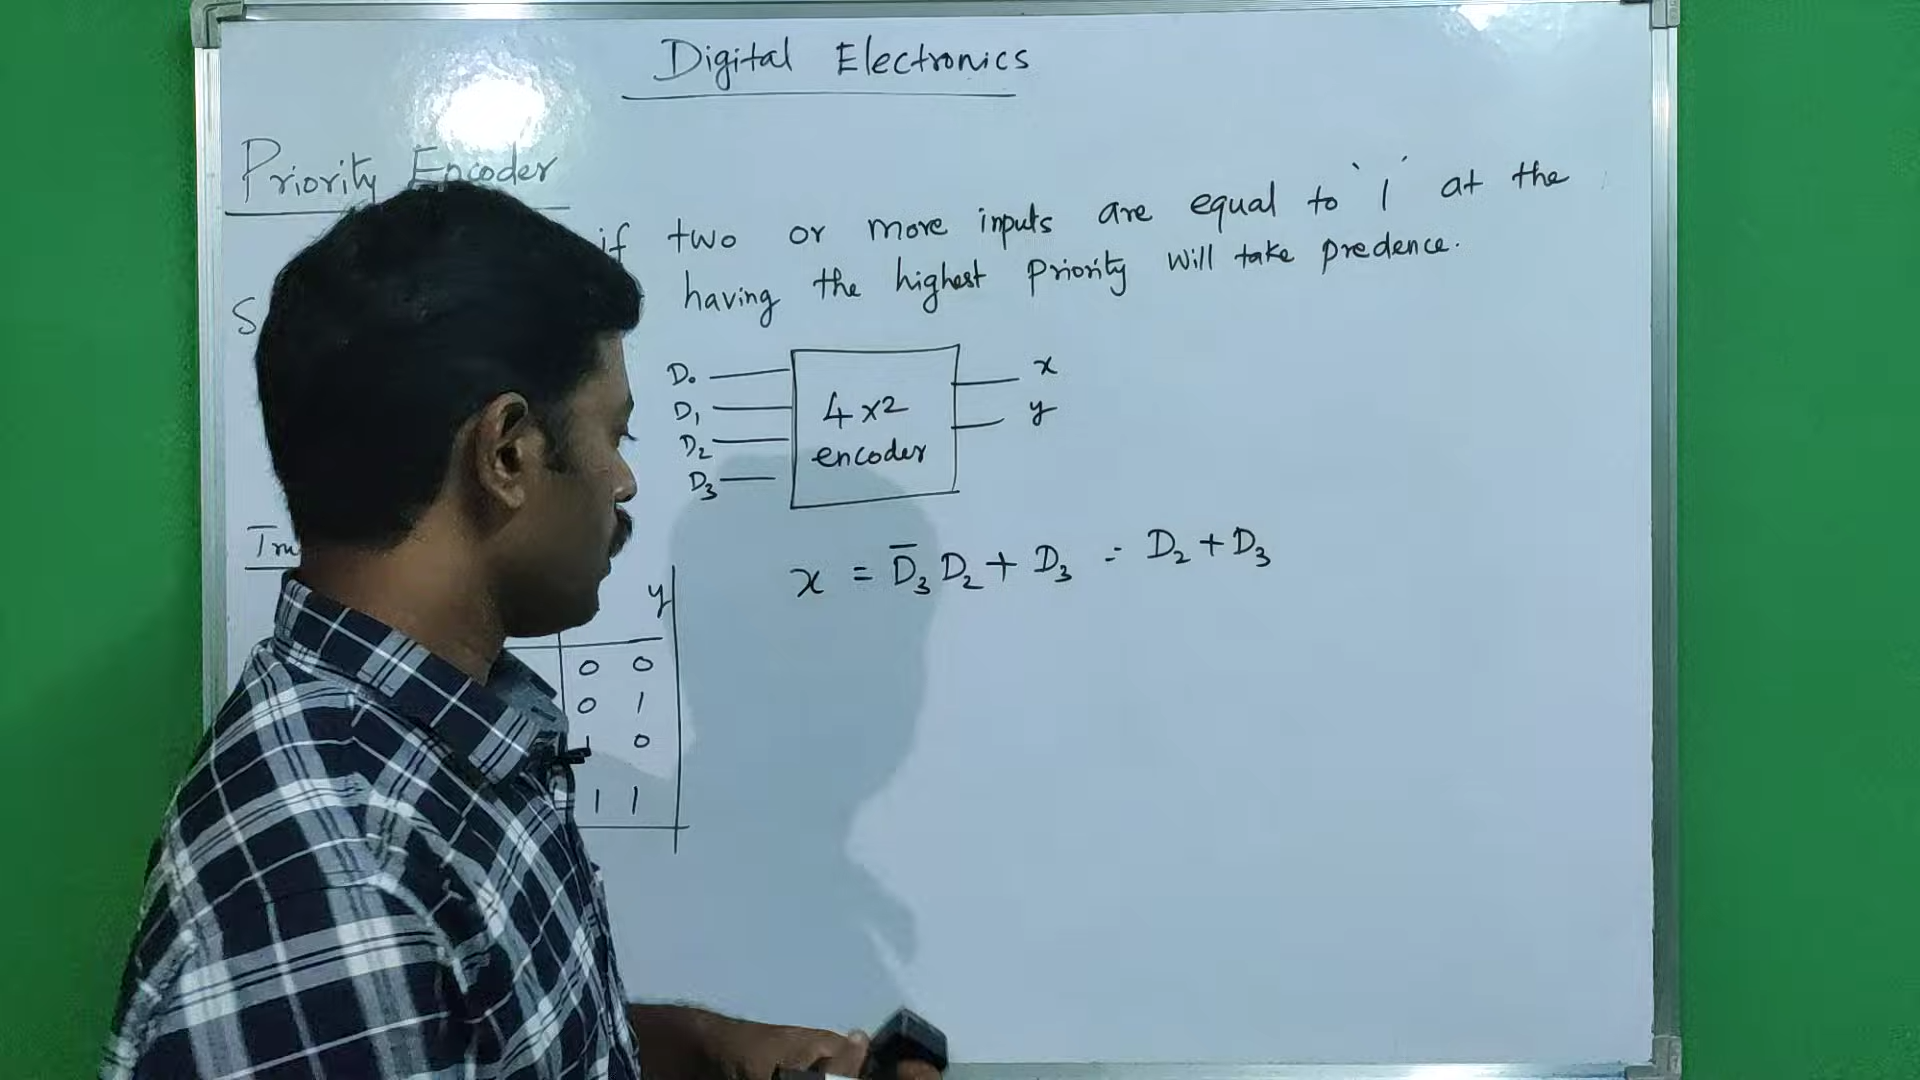 Digital Electronics
Priority Encoder
if two or more inputs are equal to '1' at the
having the highest priority will take predence.
D₀
D₁
D₂
D₃
4x2
encoder
x
y
x = D̅₃ D₂ + D₃ = D₂ + D₃
y
0 0
0 1
1 0
1 1